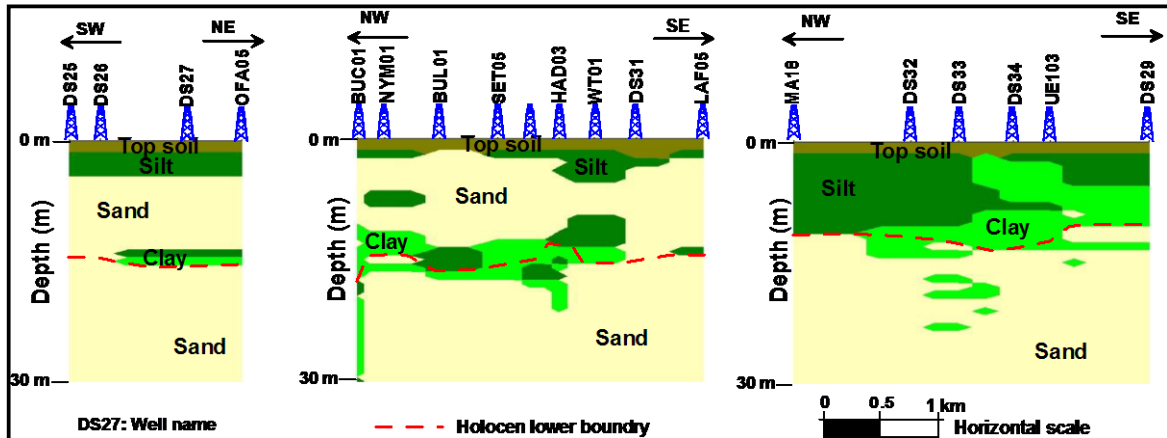 SW NE
DS25 DS26 DS27 OFA05
0 m
Top soil
Silt
Sand
Clay
Sand
Depth (m)
30 m
NW SE
BUC01 NYM01 BUL01 SET05 HAD03 WT01 DS31 LAF05
0 m
Top soil
Silt
Sand
Clay
Sand
Depth (m)
30 m
NW SE
MA18 DS32 DS33 DS34 UE103 DS29
0 m
Top soil
Silt
Clay
Sand
Depth (m)
30 m
DS27: Well name
Holocen lower boundry
0 0.5 1 km
Horizontal scale